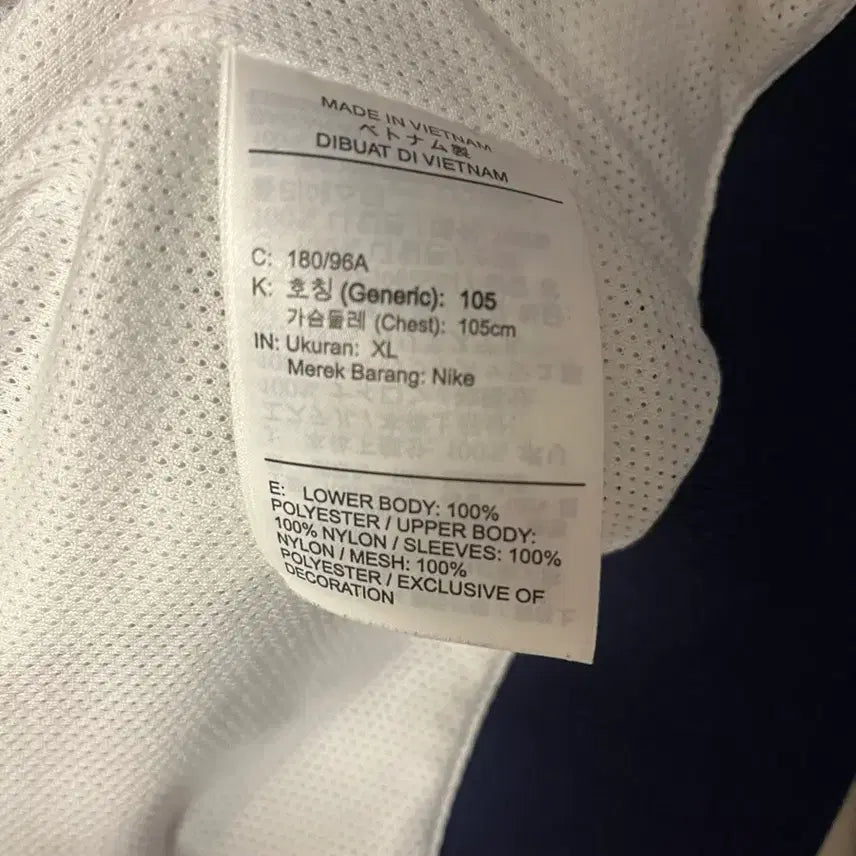 MADE IN VIETNAM
ベトナム製
DIBUAT DI VIETNAM
C: 180/96A
K: 호칭 (Generic): 105
가슴둘레 (Chest): 105cm
IN: Ukuran: XL
Merek Barang: Nike
E: LOWER BODY: 100%
POLYESTER / UPPER BODY:
100% NYLON / SLEEVES: 100%
NYLON / MESH: 100%
POLYESTER / EXCLUSIVE OF
DECORATION